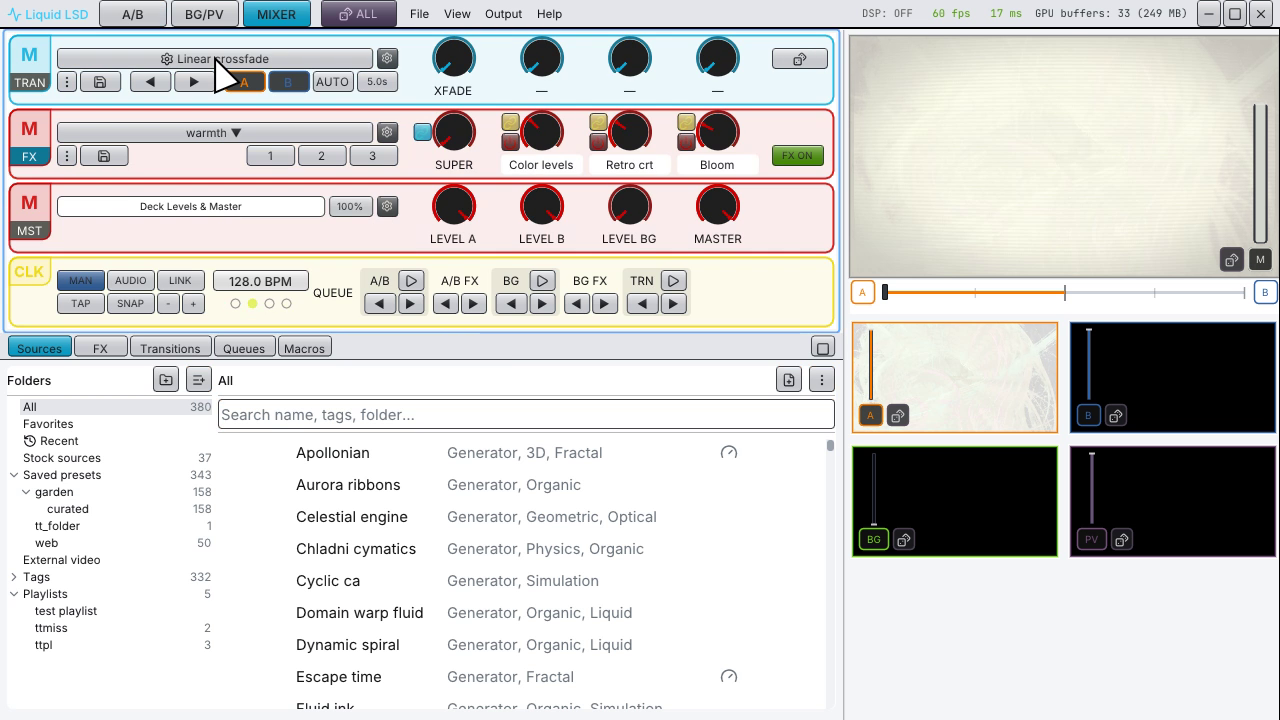 Liquid LSD A/B BG/PV MIXER ALL File View Output Help DSP: OFF 60 fps 17 ms GPU buffers: 33 (249 MB)
M Linear crossfade
TRAN A B AUTO 5.0s XFADE — — —
M warmth ▼
FX 1 2 3 SUPER Color levels Retro crt Bloom FX ON
M Deck Levels & Master 100%
MST LEVEL A LEVEL B LEVEL BG MASTER
M
CLK MAN AUDIO LINK 128.0 BPM QUEUE A/B A/B FX BG BG FX TRN
TAP SNAP - +
A B
Sources FX Transitions Queues Macros
Folders All
All 380
Search name, tags, folder...
Favorites
Recent
Stock sources 37
Saved presets 343
garden 158
curated 158
tt_folder 1
web 50
External video
Tags 332
Playlists 5
test playlist
ttmiss 2
ttpl 3
Apollonian Generator, 3D, Fractal
Aurora ribbons Generator, Organic
Celestial engine Generator, Geometric, Optical
Chladni cymatics Generator, Physics, Organic
Cyclic ca Generator, Simulation
Domain warp fluid Generator, Organic, Liquid
Dynamic spiral Generator, Organic, Liquid
Escape time Generator, Fractal
Fluid ink Generator, Organic, Simulation
A B
BG PV